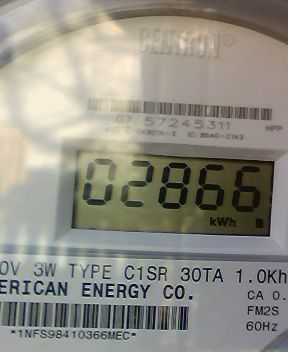 CENTRON®
07 57245311
02866
kWh
0V 3W TYPE C1SR 30TA 1.0Kh
ERICAN ENERGY CO.
CA 0.
FM2S
*1NFS98410366MEC*
60Hz